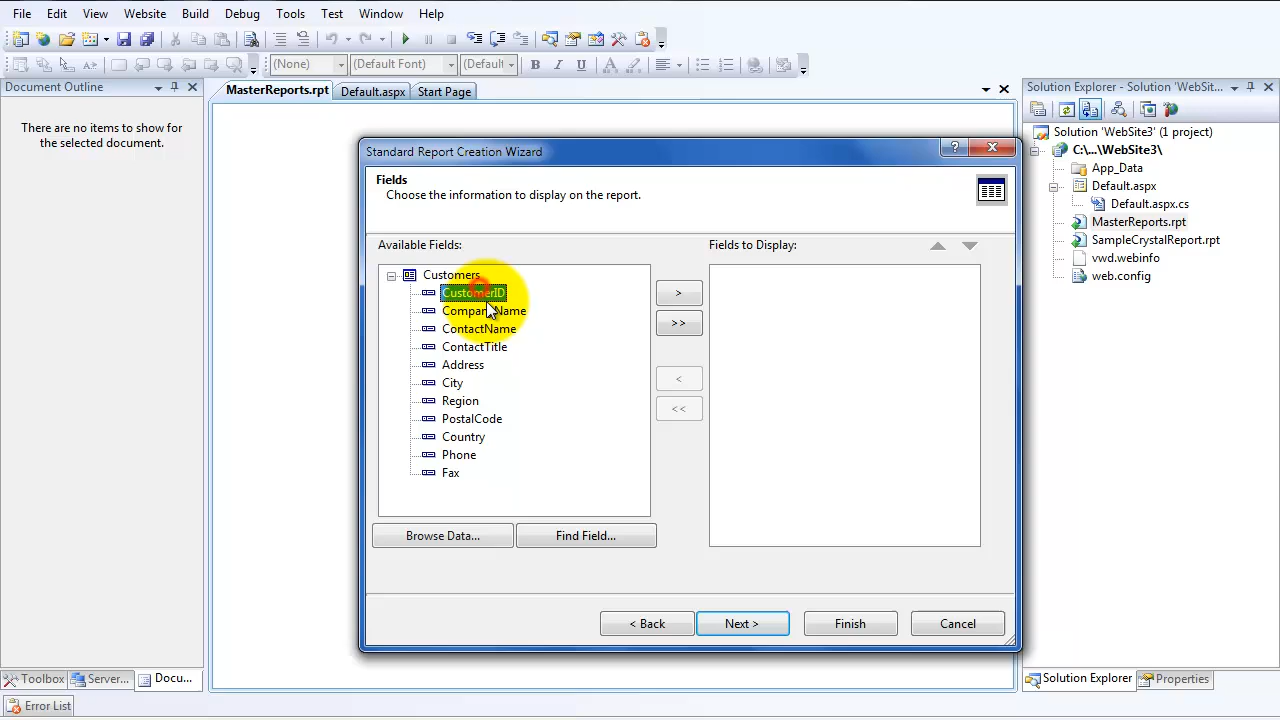 File Edit View Website Build Debug Tools Test Window Help
(None) (Default Font) (Default B I U A
Document Outline
There are no items to show for
the selected document.
MasterReports.rpt Default.aspx Start Page
Standard Report Creation Wizard
?
Fields
Choose the information to display on the report.
Available Fields:
Customers
CustomerID
CompanyName
ContactName
ContactTitle
Address
City
Region
PostalCode
Country
Phone
Fax
>
>>
<
<<
Fields to Display:
Browse Data... Find Field...
< Back Next > Finish Cancel
Solution Explorer - Solution 'WebSit...
Solution 'WebSite3' (1 project)
C:\...\WebSite3\
App_Data
Default.aspx
Default.aspx.cs
MasterReports.rpt
SampleCrystalReport.rpt
vwd.webinfo
web.config
Toolbox Server... Docu...
Solution Explorer Properties
Error List